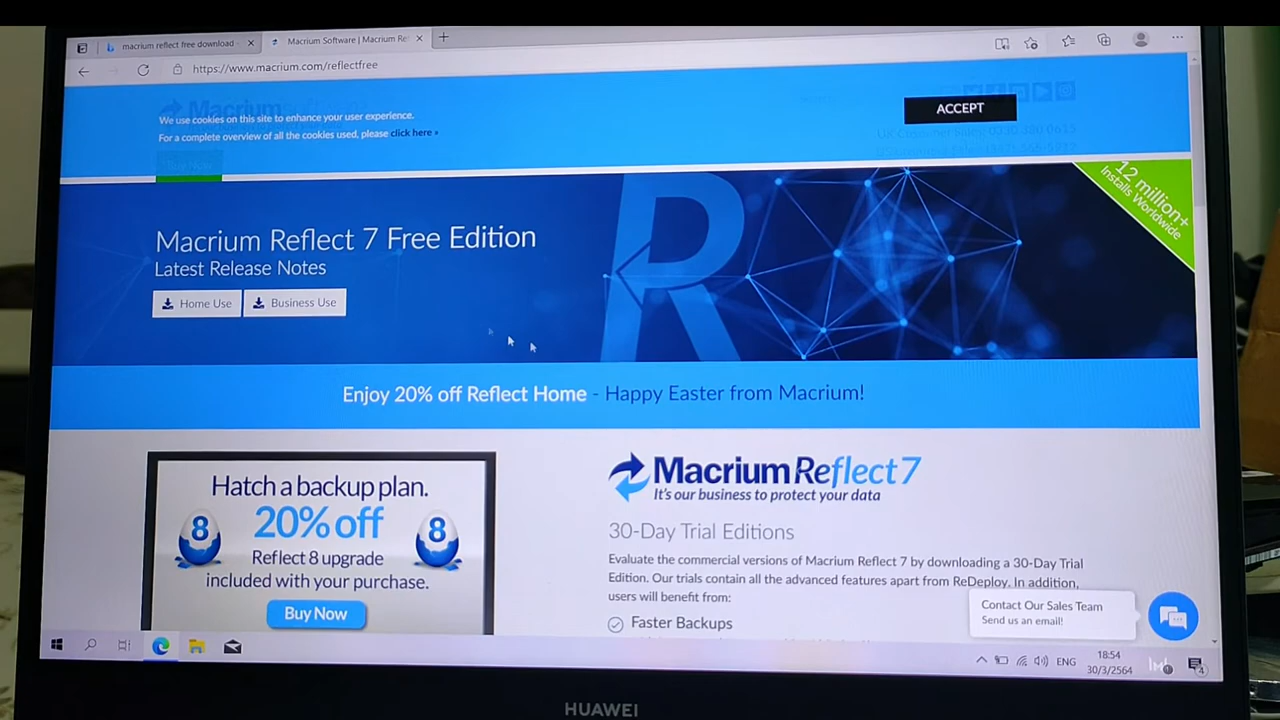 macrium reflect free download
Macrium Software | Macrium Re
https://www.macrium.com/reflectfree
We use cookies on this site to enhance your user experience.
For a complete overview of all the cookies used, please click here »
ACCEPT
12 million+
Installs Worldwide
Macrium Reflect 7 Free Edition
Latest Release Notes
Home Use
Business Use
Enjoy 20% off Reflect Home - Happy Easter from Macrium!
Hatch a backup plan.
20% off
8
8
Reflect 8 upgrade
included with your purchase.
Buy Now
Macrium Reflect 7
It's our business to protect your data
30-Day Trial Editions
Evaluate the commercial versions of Macrium Reflect 7 by downloading a 30-Day Trial
Edition. Our trials contain all the advanced features apart from ReDeploy. In addition,
users will benefit from:
Faster Backups
Contact Our Sales Team
Send us an email!
ENG
18:54
30/3/2564
4
HUAWEI